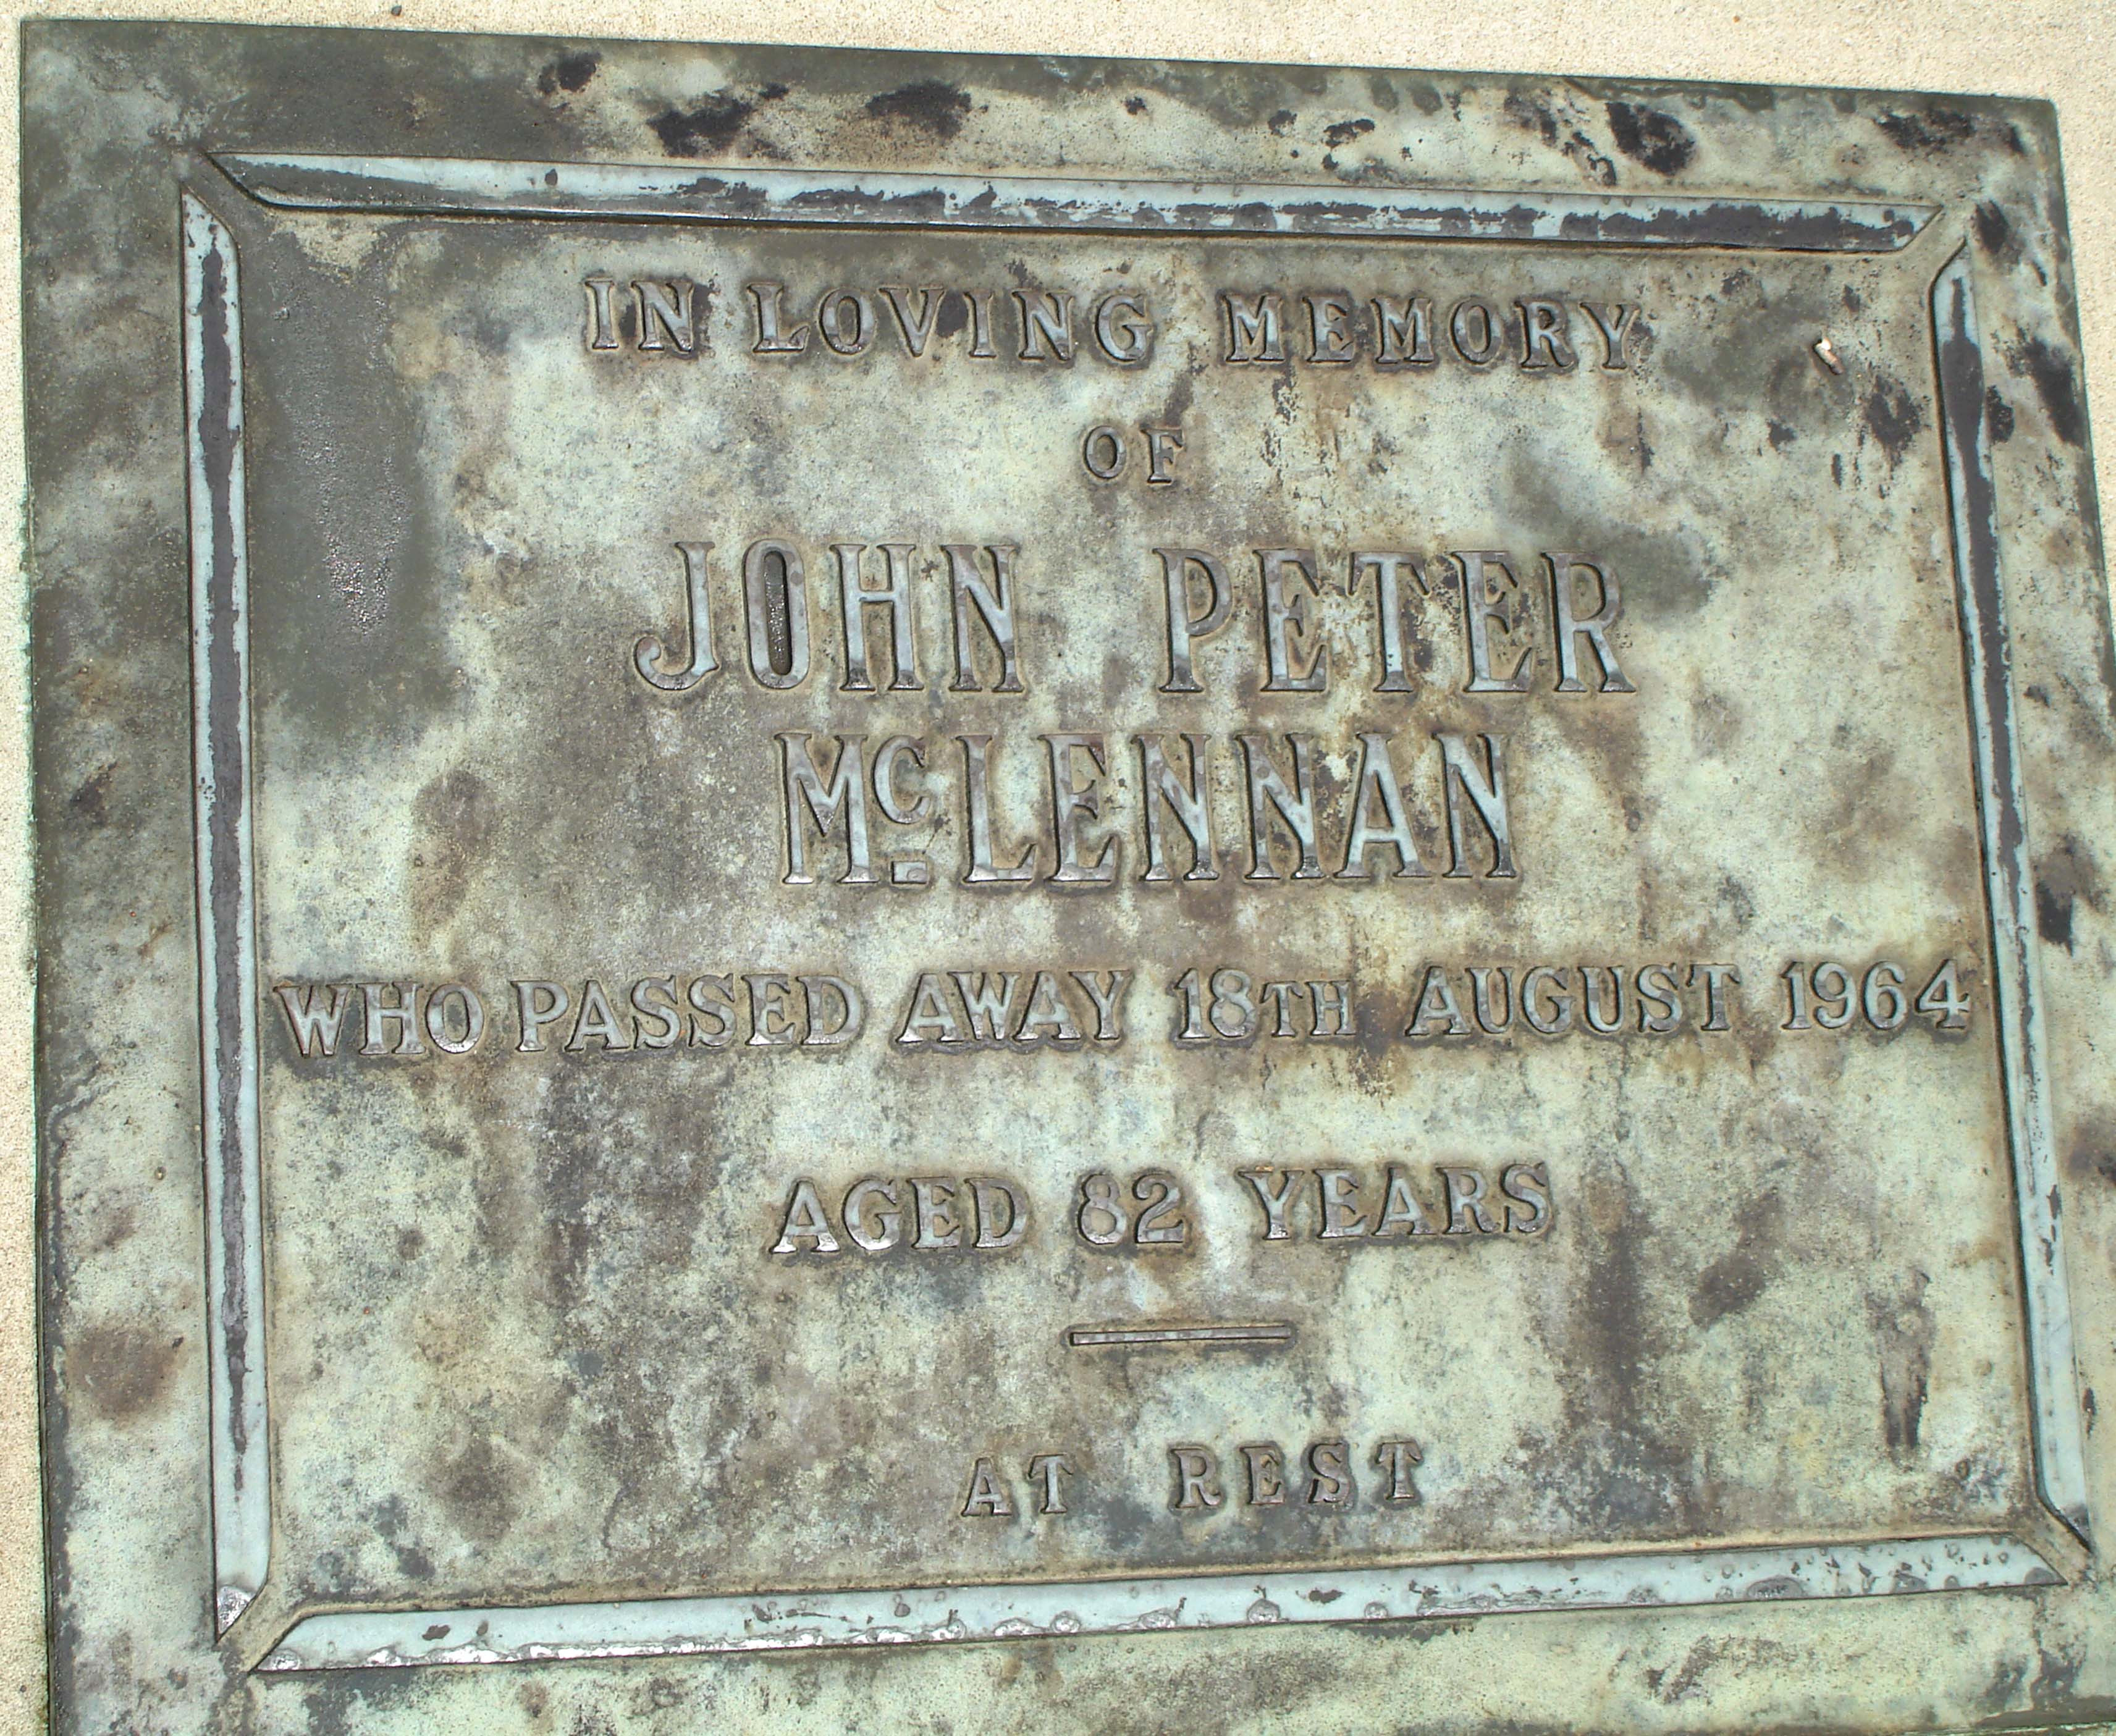 IN LOVING MEMORY
OF
JOHN PETER
McLENNAN
WHO PASSED AWAY 18TH AUGUST 1964
AGED 82 YEARS
AT REST